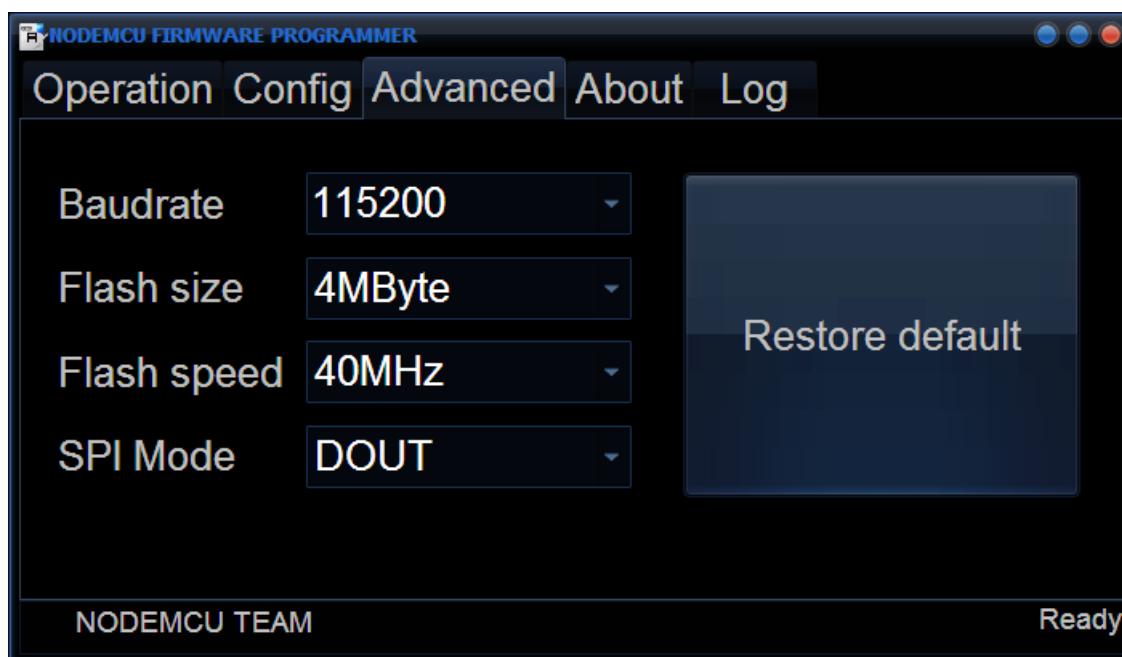 NODEMCU FIRMWARE PROGRAMMER
Operation Config Advanced About Log
Baudrate 115200
Flash size 4MByte
Flash speed 40MHz
SPI Mode DOUT
Restore default
NODEMCU TEAM Ready